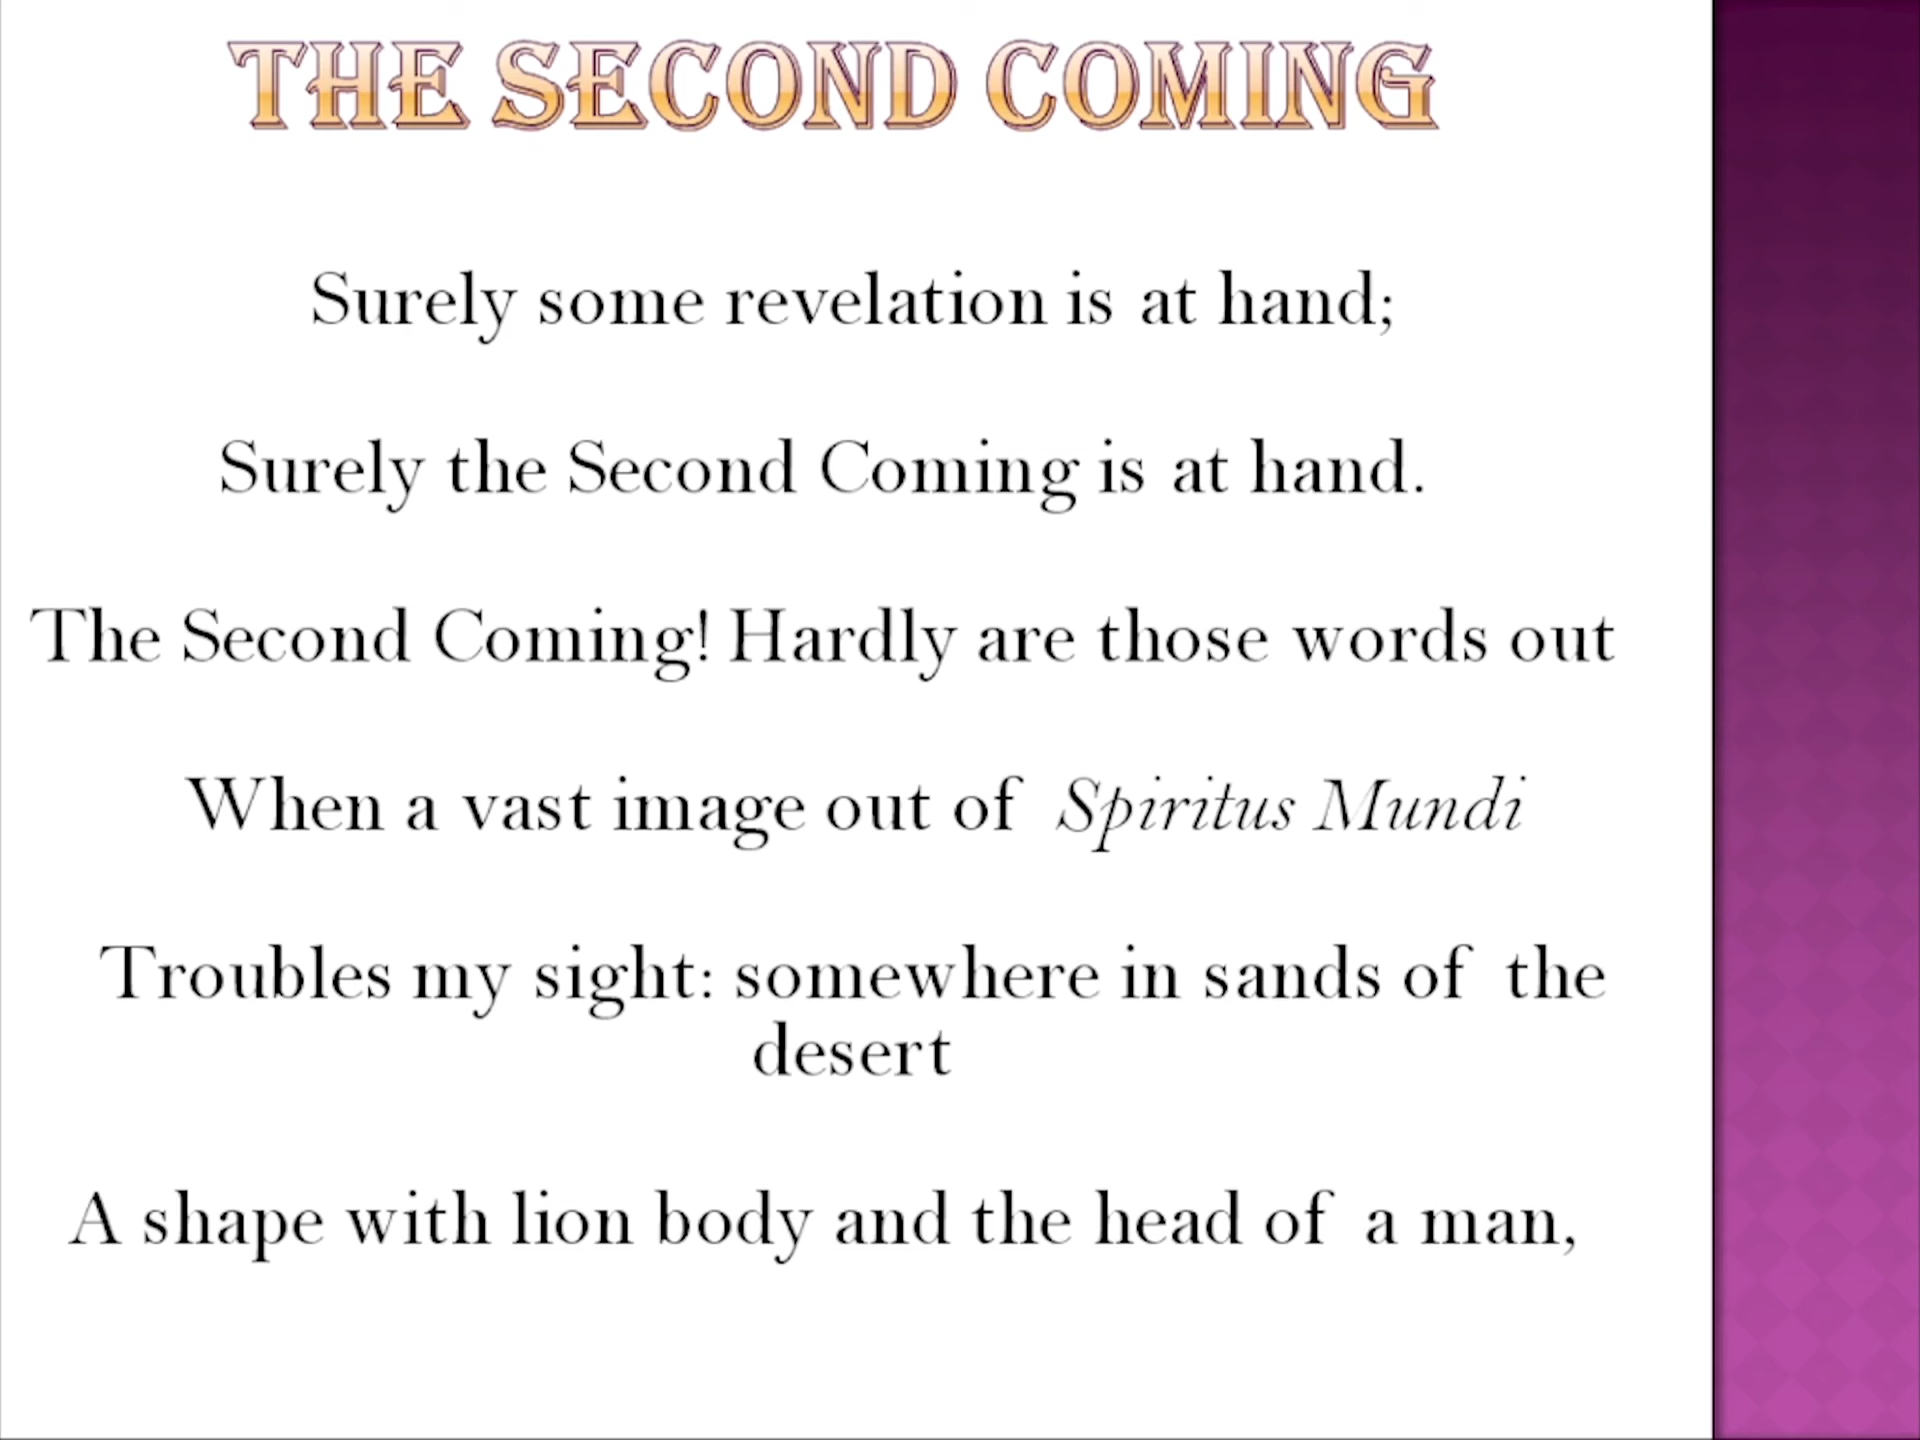 THE SECOND COMING
Surely some revelation is at hand;
Surely the Second Coming is at hand.
The Second Coming! Hardly are those words out
When a vast image out of Spiritus Mundi
Troubles my sight: somewhere in sands of the
desert
A shape with lion body and the head of a man,